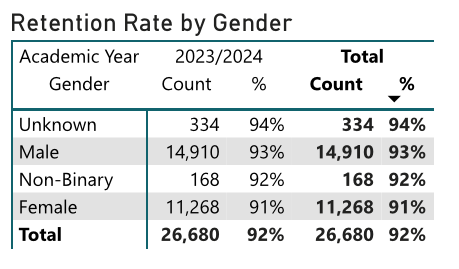 Retention Rate by Gender
Academic Year 2023/2024 Total
Gender Count % Count %
Unknown 334 94% 334 94%
Male 14,910 93% 14,910 93%
Non-Binary 168 92% 168 92%
Female 11,268 91% 11,268 91%
Total 26,680 92% 26,680 92%